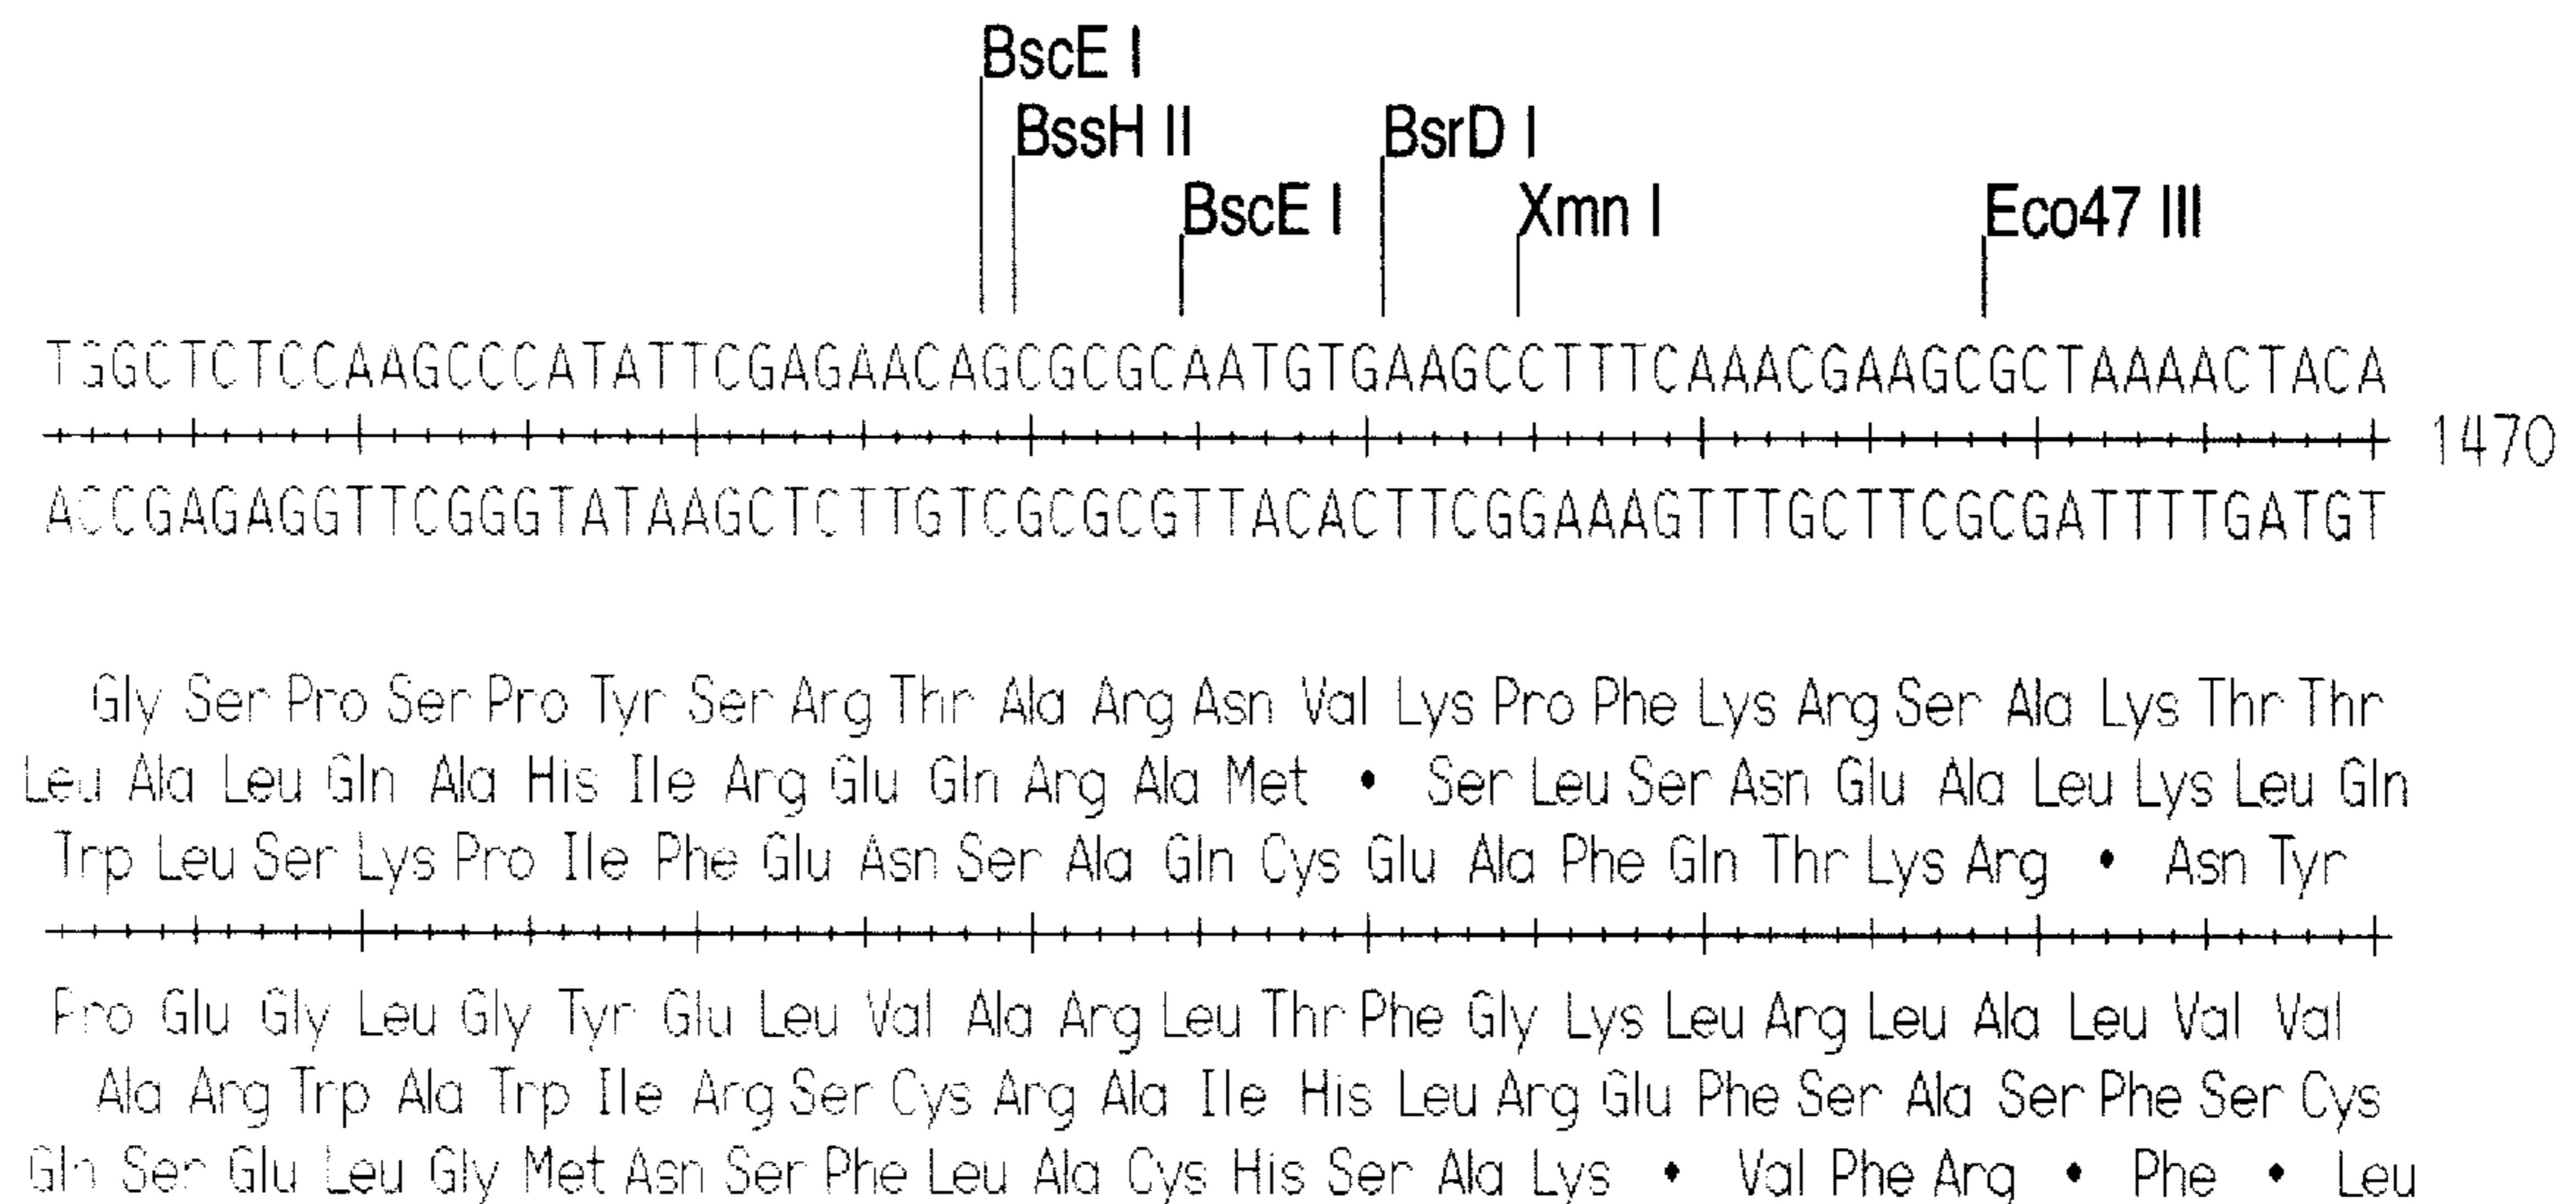 BscE I
BssH II
BsrD I
BscE I
Xmn I
Eco47 III
TGGCTCTCCAAGCCCATATTCGAGAACAGCGCGCAATGTGAAGCCTTTCAAACGAAGCGCTAAAACTACA
1470
ACCGAGAGGTTCGGGTATAAGCTCTTGTCGCGCGTTACACTTCGGAAAGTTTGCTTCGCGATTTTGATGT
Gly Ser Pro Ser Pro Tyr Ser Arg Thr Ala Arg Asn Val Lys Pro Phe Lys Arg Ser Ala Lys Thr Thr
Leu Ala Leu Gln Ala His Ile Arg Glu Gln Arg Ala Met • Ser Leu Ser Asn Glu Ala Leu Lys Leu Gln
Trp Leu Ser Lys Pro Ile Phe Glu Asn Ser Ala Gln Cys Glu Ala Phe Gln Thr Lys Arg • Asn Tyr
Pro Glu Gly Leu Gly Tyr Glu Leu Val Ala Arg Leu Thr Phe Gly Lys Leu Arg Leu Ala Leu Val Val
Ala Arg Trp Ala Trp Ile Arg Ser Cys Arg Ala Ile His Leu Arg Glu Phe Ser Ala Ser Phe Ser Cys
Gln Ser Glu Leu Gly Met Asn Ser Phe Leu Ala Cys His Ser Ala Lys • Val Phe Arg • Phe • Leu